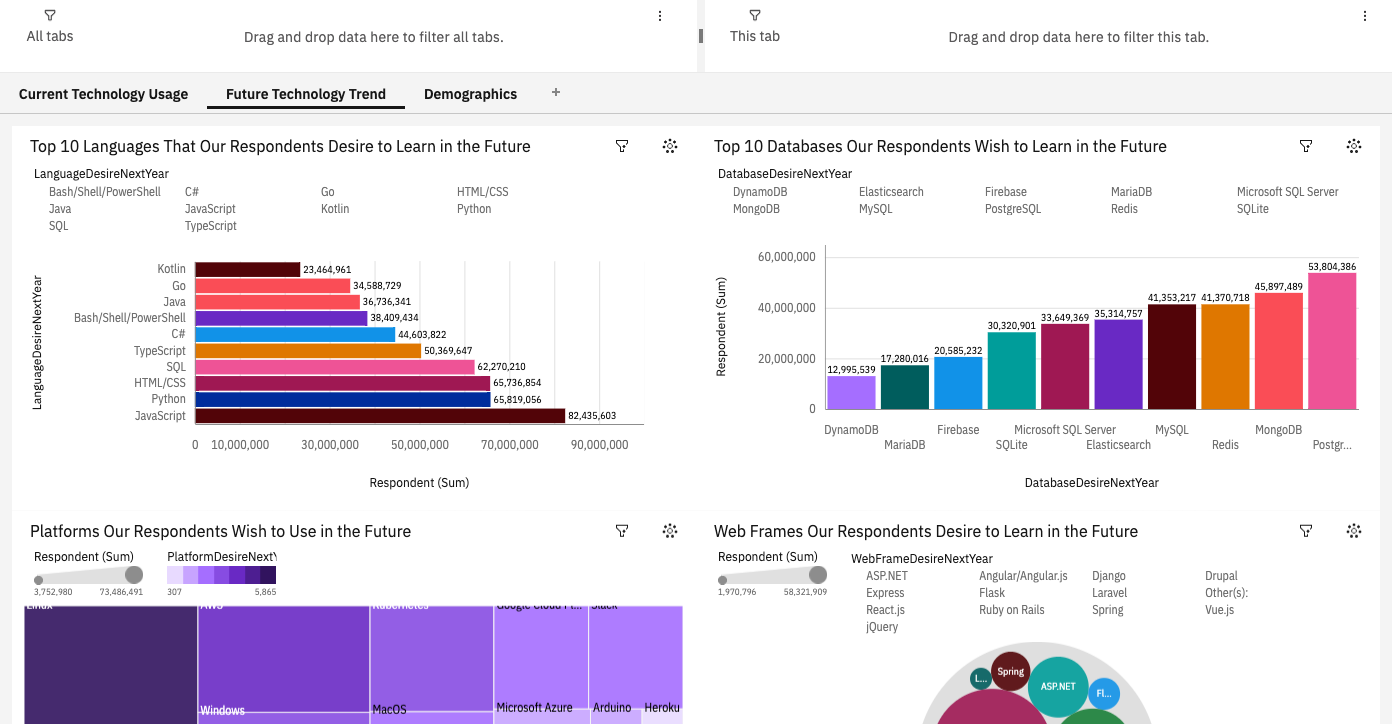 All tabs
Drag and drop data here to filter all tabs.
This tab
Drag and drop data here to filter this tab.
Current Technology Usage
Future Technology Trend
Demographics
+
Top 10 Languages That Our Respondents Desire to Learn in the Future
LanguageDesireNextYear
Bash/Shell/PowerShell C# Go HTML/CSS
Java JavaScript Kotlin Python
SQL TypeScript
LanguageDesireNextYear
Kotlin 23,464,961
Go 34,588,729
Java 36,736,341
Bash/Shell/PowerShell 38,409,434
C# 44,603,822
TypeScript 50,369,647
SQL 62,270,210
HTML/CSS 65,736,854
Python 65,819,056
JavaScript 82,435,603
0 10,000,000 30,000,000 50,000,000 70,000,000 90,000,000
Respondent (Sum)
Top 10 Databases Our Respondents Wish to Learn in the Future
DatabaseDesireNextYear
DynamoDB Elasticsearch Firebase MariaDB Microsoft SQL Server
MongoDB MySQL PostgreSQL Redis SQLite
Respondent (Sum)
60,000,000
40,000,000
20,000,000
0
12,995,539 17,280,016 20,585,232 30,320,901 33,649,369 35,314,757 41,353,217 41,370,718 45,897,489 53,804,386
DynamoDB Firebase Microsoft SQL Server MySQL MongoDB
MariaDB SQLite Elasticsearch Redis Postgr...
DatabaseDesireNextYear
Platforms Our Respondents Wish to Use in the Future
Respondent (Sum)
3,752,980 73,486,491
PlatformDesireNextY
307 5,865
Linux AWS Kubernetes Google Cloud Pl... Slack
Windows MacOS Microsoft Azure Arduino Heroku
Web Frames Our Respondents Desire to Learn in the Future
Respondent (Sum)
1,970,796 58,321,909
WebFrameDesireNextYear
ASP.NET Angular/Angular.js Django Drupal
Express Flask Laravel Other(s):
React.js Ruby on Rails Spring Vue.js
jQuery
L... Spring ASP.NET Fl...